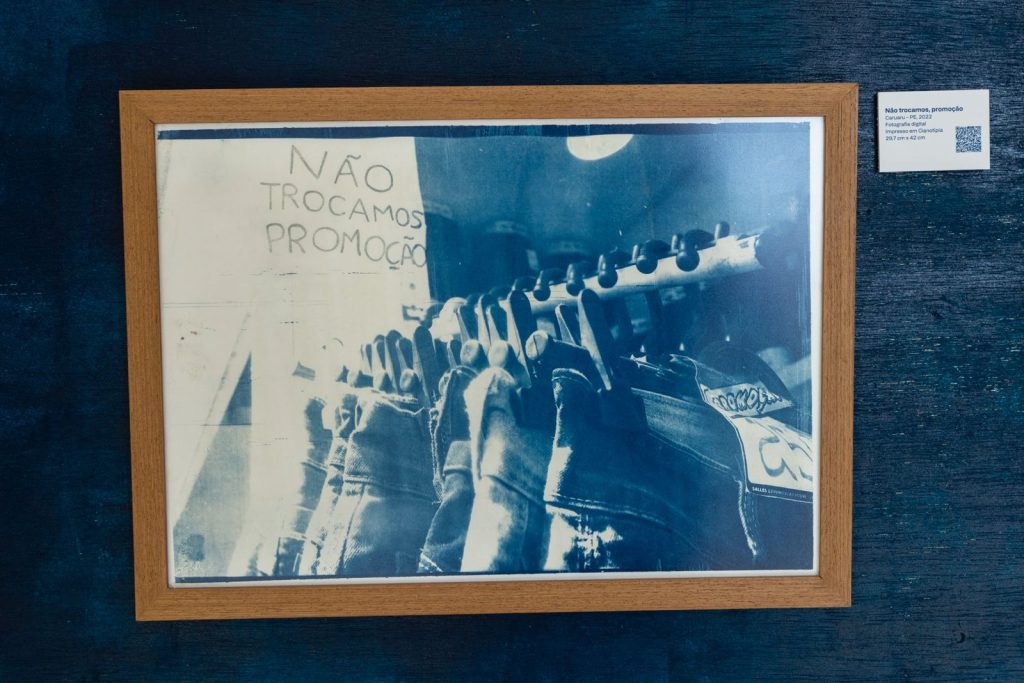 NÃO
TROCAMOS
PROMOÇÃO
Não trocamos, promoção
Caruaru - PE, 2022
Fotografia digital
Impresso em Cianotipia
29,7 cm x 42 cm